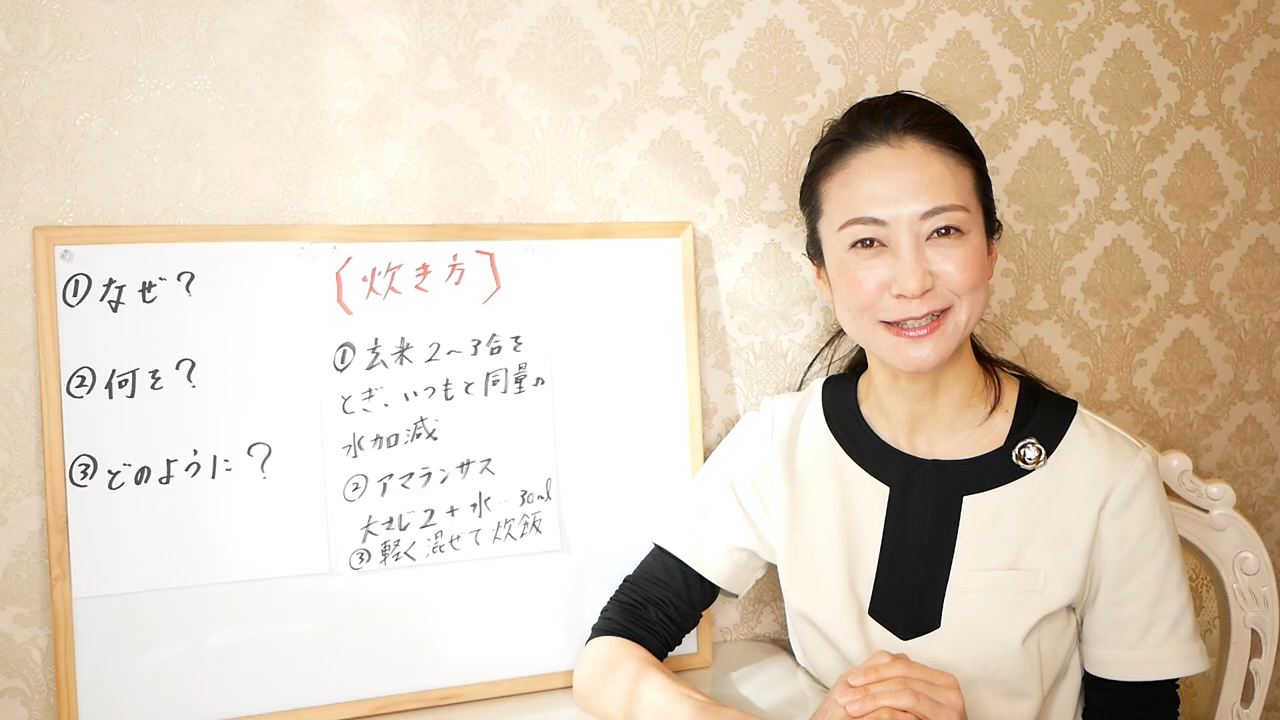 ①なぜ?
②何を?
③どのように?
〔炊き方〕
①玄米2〜3合を
とぎ、いつもと同量の
水加減
②アマランサス
大さじ2+水‥30ml
③軽く混ぜて炊飯